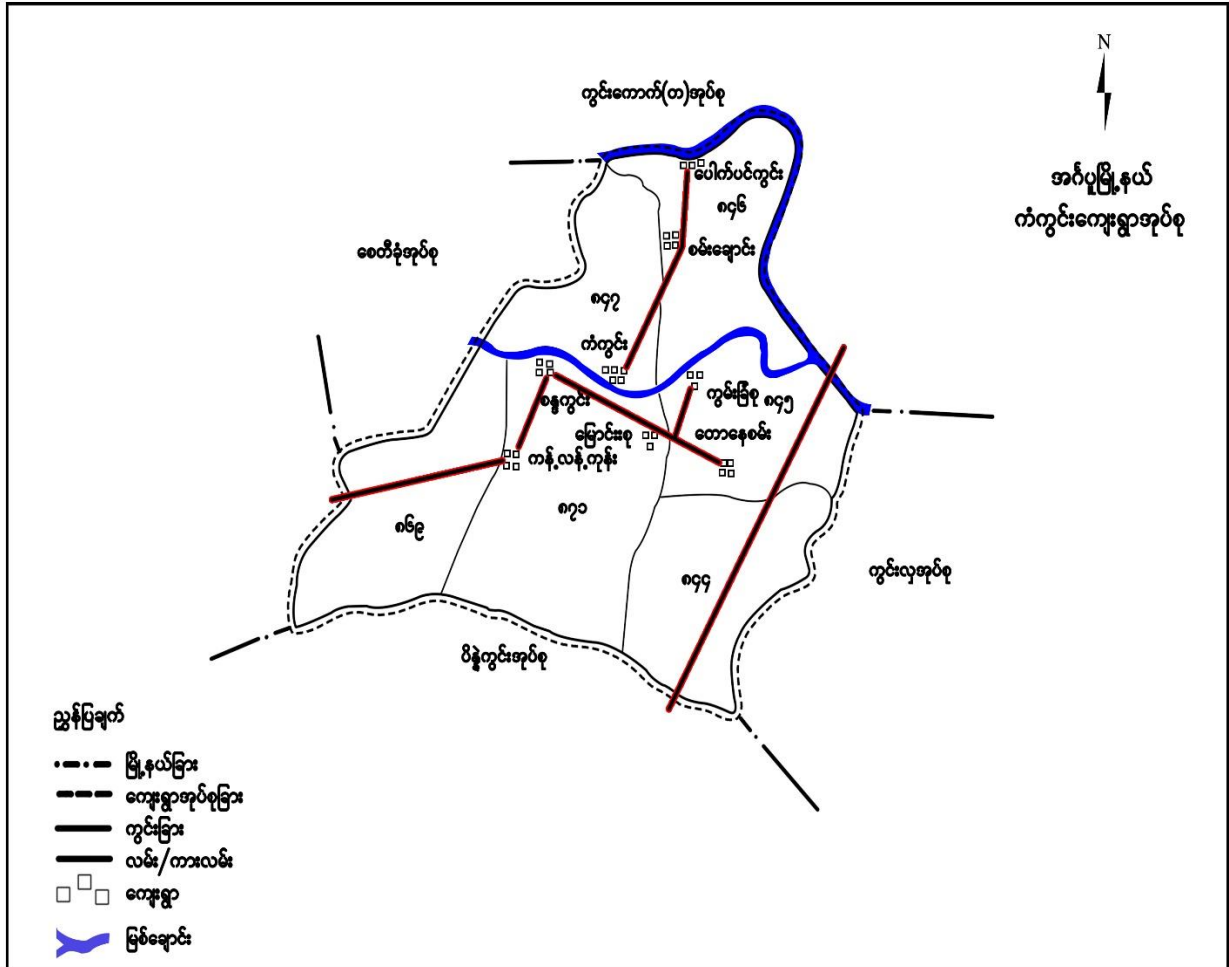 N
အင်္ဂပူမြို့နယ်
ကံကွင်းကျေးရွာအုပ်စု
ကွင်းကောက်(တ)အုပ်စု
ပေါက်ပင်ကွင်း
၈၄၆
စမ်းချောင်း
စေတီခုံအုပ်စု
၈၄၇
ကံကွင်း
စန္ဒကွင်း
ကွမ်းခြံစု ၈၄၅
မြောင်းစု
တောနေစမ်း
ကန့်လန့်ကုန်း
၈၇၁
၈၆၉
၈၄၄
ကွင်းလှအုပ်စု
ပိန္နဲကွင်းအုပ်စု
ညွှန်ပြချက်
မြို့နယ်ခြား
ကျေးရွာအုပ်စုခြား
ကွင်းခြား
လမ်း/ကားလမ်း
ကျေးရွာ
မြစ်ချောင်း